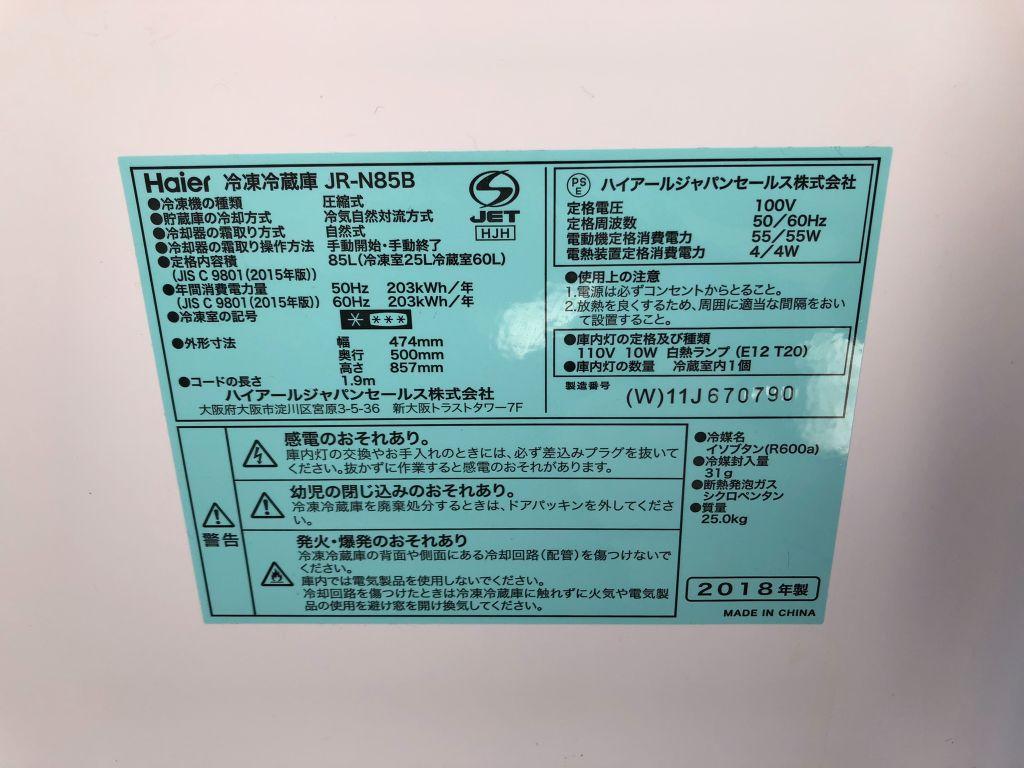 Haier 冷凍冷蔵庫 JR-N85B
●冷凍機の種類 圧縮式
●貯蔵庫の冷却方式 冷気自然対流方式
●冷却器の霜取り方式 自然式
●冷却器の霜取り操作方法 手動開始・手動終了
●定格内容積 85L(冷凍室25L冷蔵室60L)
(JIS C 9801(2015年版))
●年間消費電力量 50Hz 203kWh/年
(JIS C 9801(2015年版)) 60Hz 203kWh/年
●冷凍室の記号 ****
●外形寸法 幅 474mm
奥行 500mm
高さ 857mm
●コードの長さ 1.9m
ハイアールジャパンセールス株式会社
大阪府大阪市淀川区宮原3-5-36 新大阪トラストタワー7F
S
JET
HJH
PS
E ハイアールジャパンセールス株式会社
定格電圧 100V
定格周波数 50/60Hz
電動機定格消費電力 55/55W
電熱装置定格消費電力 4/4W
●使用上の注意
1.電源は必ずコンセントからとること。
2.放熱を良くするため、周囲に適当な間隔をおい
て設置すること。
●庫内灯の定格及び種類
110V 10W 白熱ランプ (E12 T20)
●庫内灯の数量 冷蔵室内1個
製造番号 (W)11J670790
警告
感電のおそれあり。
庫内灯の交換やお手入れのときには、必ず差込みプラグを抜いて
ください。抜かずに作業すると感電のおそれがあります。
幼児の閉じ込みのおそれあり。
冷凍冷蔵庫を廃棄処分するときは、ドアパッキンを外してくださ
い。
発火・爆発のおそれあり
冷凍冷蔵庫の背面や側面にある冷却回路(配管)を傷つけないで
ください。
庫内では電気製品を使用しないでください。
冷却回路を傷つけたときは冷凍冷蔵庫に触れずに火気や電気製
品の使用を避け窓を開け換気してください。
●冷媒名
イソブタン(R600a)
●冷媒封入量
31g
●断熱発泡ガス
シクロペンタン
●質量
25.0kg
2018年製
MADE IN CHINA